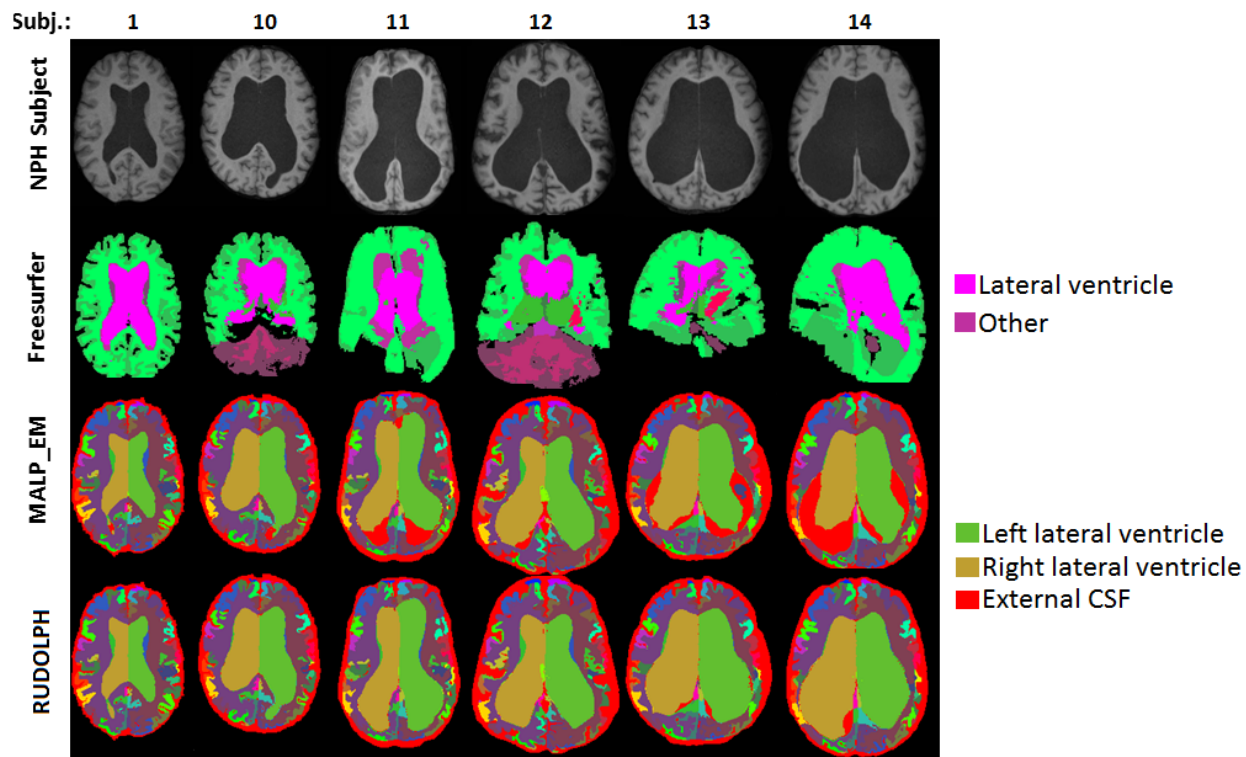 Subj.: 1 10 11 12 13 14
NPH Subject
Freesurfer
Lateral ventricle
Other
MALP_EM
Left lateral ventricle
Right lateral ventricle
External CSF
RUDOLPH